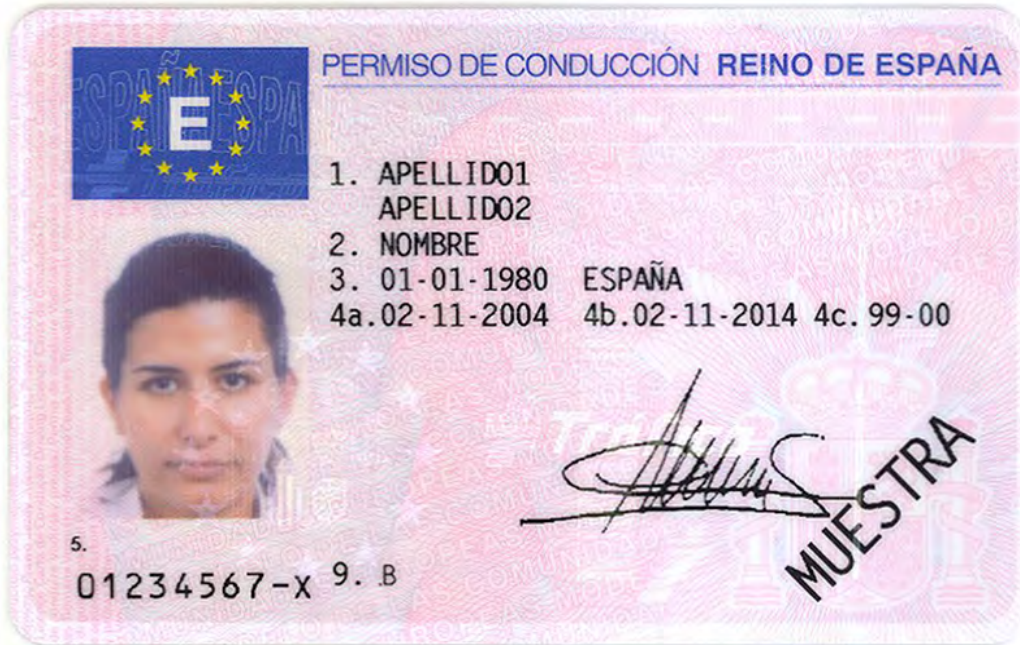 PERMISO DE CONDUCCIÓN REINO DE ESPAÑA
E
1. APELLIDO1
APELLIDO2
2. NOMBRE
3. 01-01-1980 ESPAÑA
4a.02-11-2004 4b.02-11-2014 4c.99-00
Tráfico
MUESTRA
5.
01234567-X 9. B